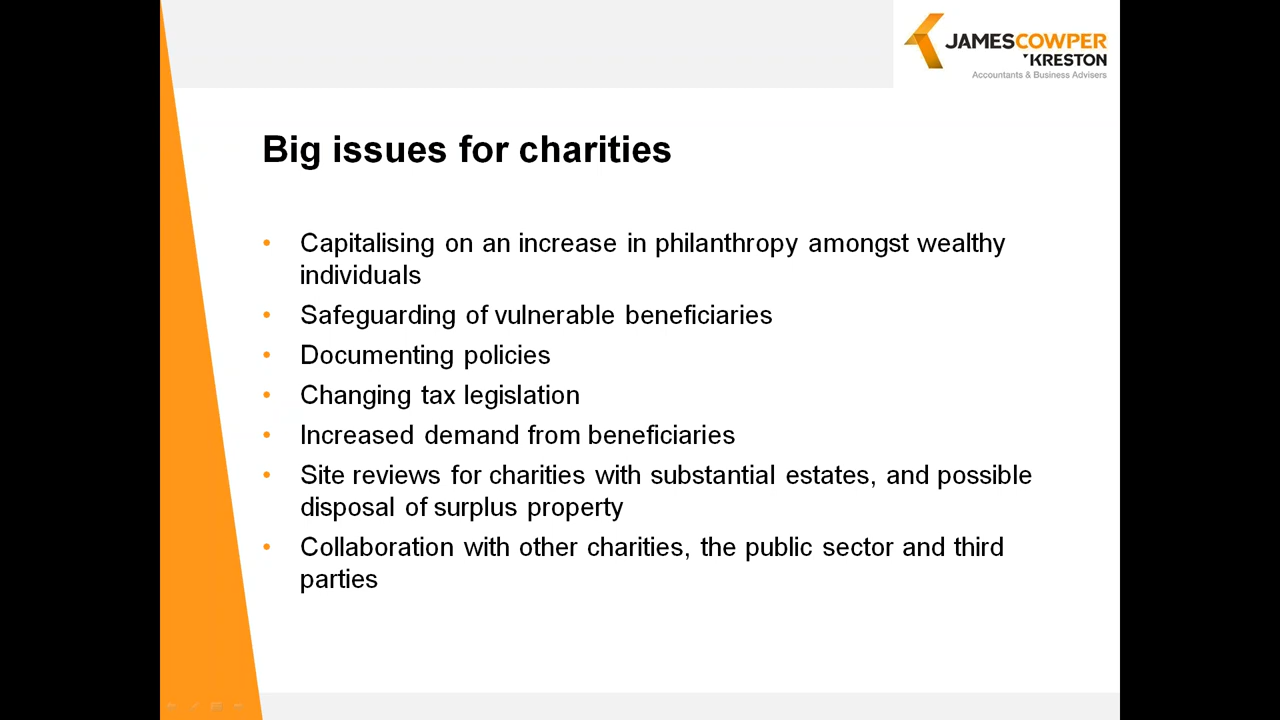 JAMESCOWPER
KRESTON
Accountants & Business Advisers
Big issues for charities
• Capitalising on an increase in philanthropy amongst wealthy
individuals
• Safeguarding of vulnerable beneficiaries
• Documenting policies
• Changing tax legislation
• Increased demand from beneficiaries
• Site reviews for charities with substantial estates, and possible
disposal of surplus property
• Collaboration with other charities, the public sector and third
parties